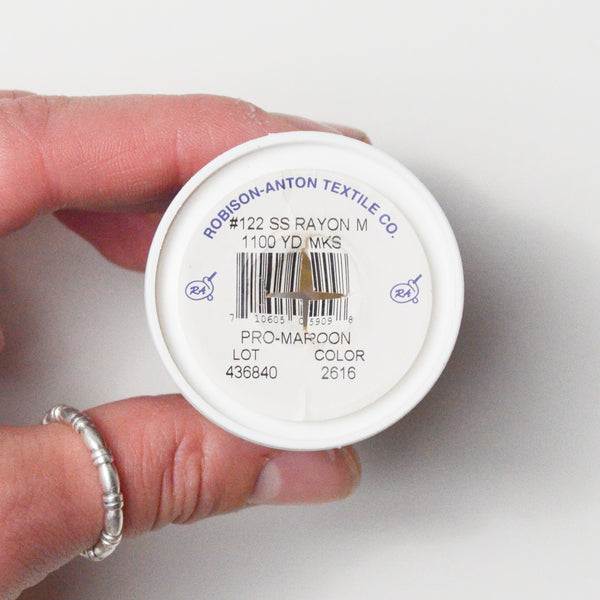 ROBISON-ANTON TEXTILE CO.
#122 SS RAYON M
1100 YD. MKS
RA RA
7 10605 05909 8
PRO-MAROON
LOT COLOR
436840 2616